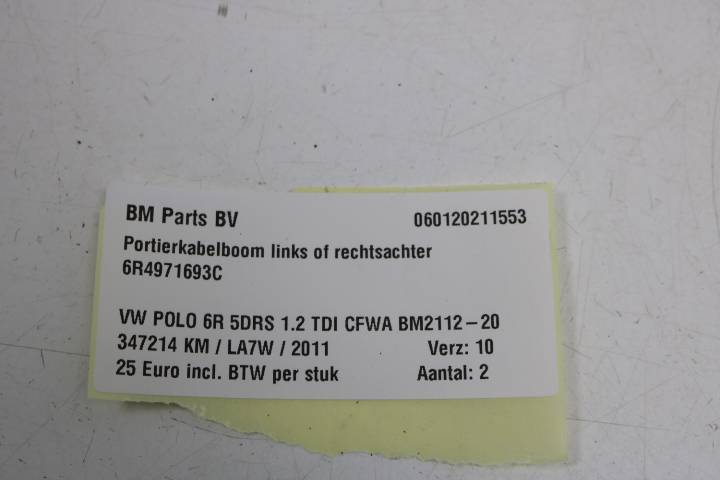 BM Parts BV 060120211553
Portierkabelboom links of rechtsachter
6R4971693C
VW POLO 6R 5DRS 1.2 TDI CFWA BM2112-20
347214 KM / LA7W / 2011 Verz: 10
25 Euro incl. BTW per stuk Aantal: 2